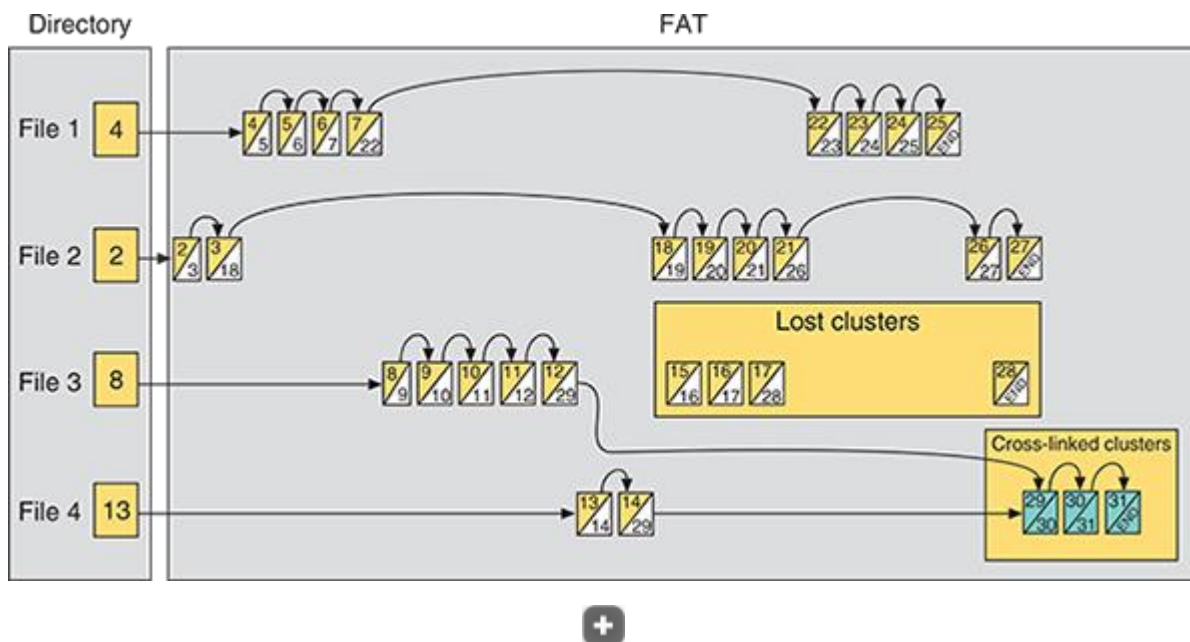 Directory FAT
File 1 4 4/5 5/6 6/7 7/22 22/23 23/24 24/25 25/END
File 2 2 2/3 3/18 18/19 19/20 20/21 21/26 26/27 27/END
Lost clusters
File 3 8 8/9 9/10 10/11 11/12 12/29 15/16 16/17 17/28 28/END
Cross-linked clusters
File 4 13 13/14 14/29 29/30 30/31 31/END